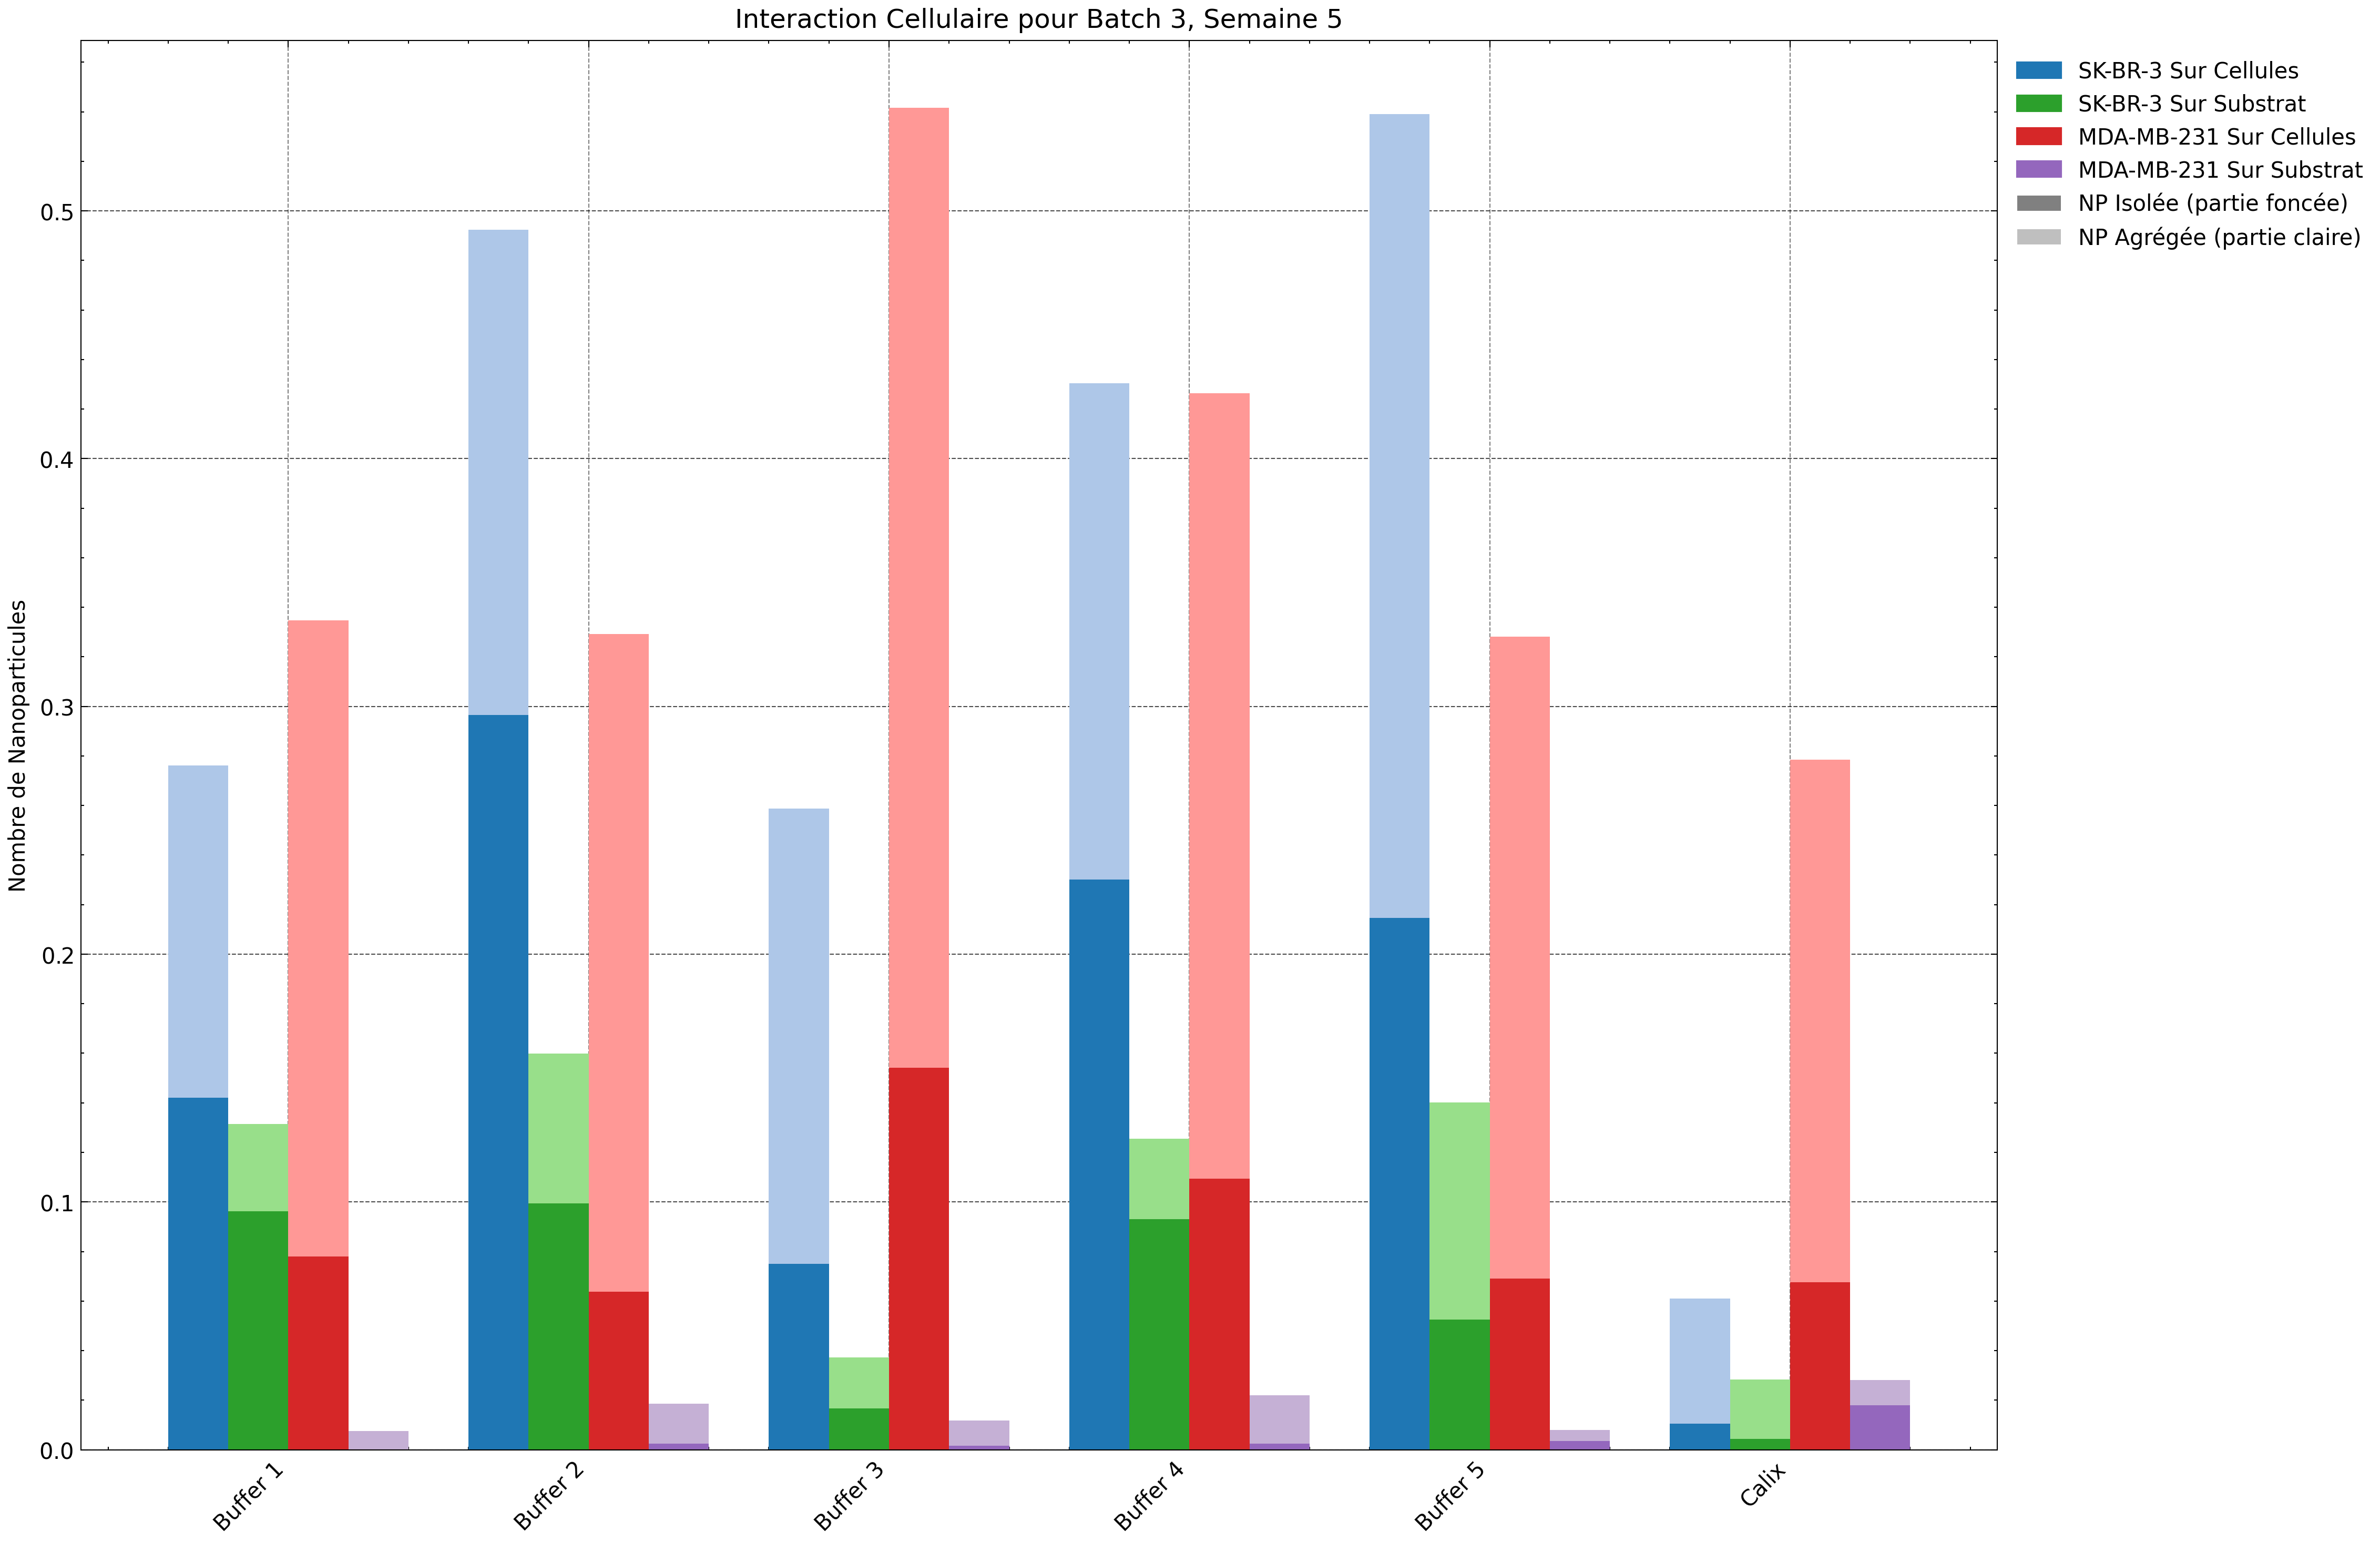 Interaction Cellulaire pour Batch 3, Semaine 5
SK-BR-3 Sur Cellules
SK-BR-3 Sur Substrat
MDA-MB-231 Sur Cellules
MDA-MB-231 Sur Substrat
NP Isolée (partie foncée)
NP Agrégée (partie claire)
Nombre de Nanoparticules
0.5
0.4
0.3
0.2
0.1
0.0
Buffer 1
Buffer 2
Buffer 3
Buffer 4
Buffer 5
Calix